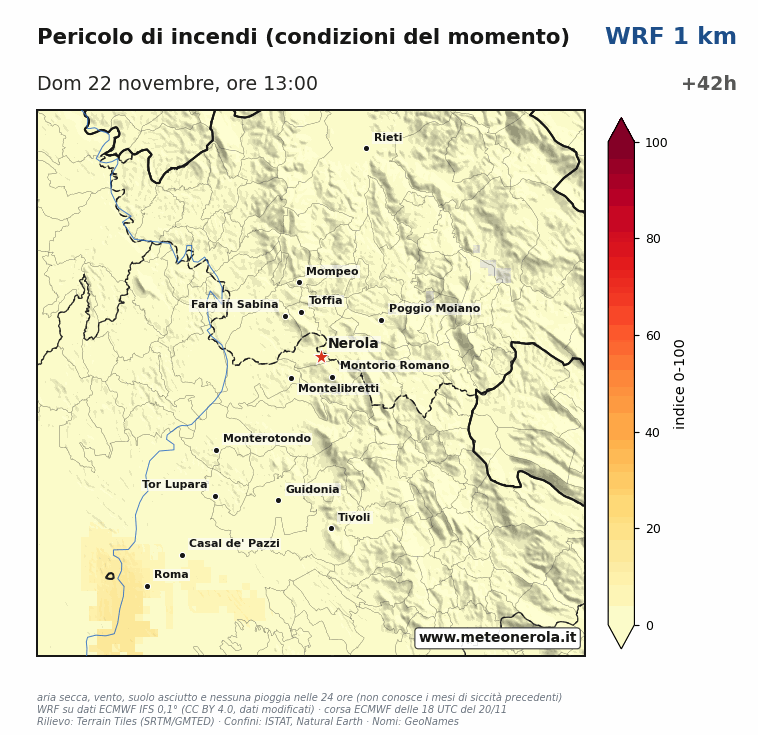 Pericolo di incendi (condizioni del momento)
WRF 1 km
Dom 22 novembre, ore 13:00
+42h
Rieti
Mompeo
Toffia
Fara in Sabina
Poggio Moiano
Nerola
Montorio Romano
Montelibretti
Monterotondo
Tor Lupara
Guidonia
Tivoli
Casal de' Pazzi
Roma
www.meteonerola.it
100
80
60
40
20
0
indice 0-100
aria secca, vento, suolo asciutto e nessuna pioggia nelle 24 ore (non conosce i mesi di siccità precedenti)
WRF su dati ECMWF IFS 0,1° (CC BY 4.0, dati modificati) · corsa ECMWF delle 18 UTC del 20/11
Rilievo: Terrain Tiles (SRTM/GMTED) · Confini: ISTAT, Natural Earth · Nomi: GeoNames